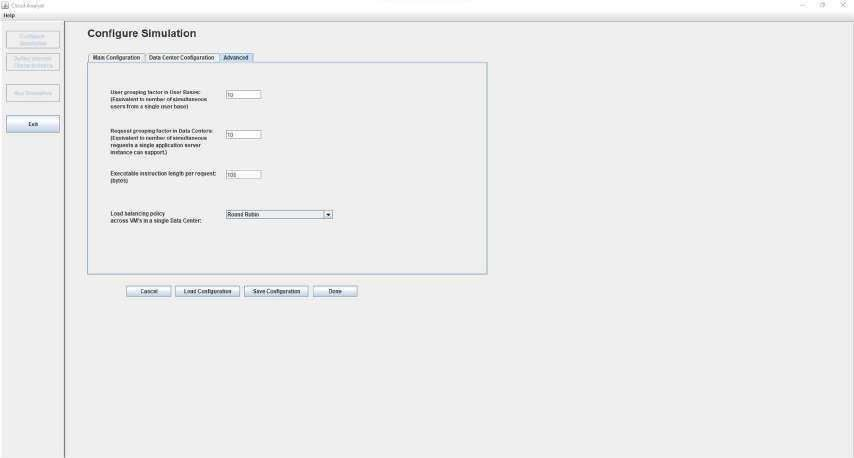 Cloud Analyst
Help
Configure
Simulation
Define Internet
Characteristics
Run Simulation
Exit
Configure Simulation
Main Configuration
Data Center Configuration
Advanced
User grouping factor in User Bases:
(Equivalent to number of simultaneous
users from a single user base)
10
Request grouping factor in Data Centers:
(Equivalent to number of simultaneous
requests a single application server
instance can support.)
10
Executable instruction length per request:
(bytes)
100
Load balancing policy
across VM's in a single Data Center:
Round Robin
Cancel
Load Configuration
Save Configuration
Done